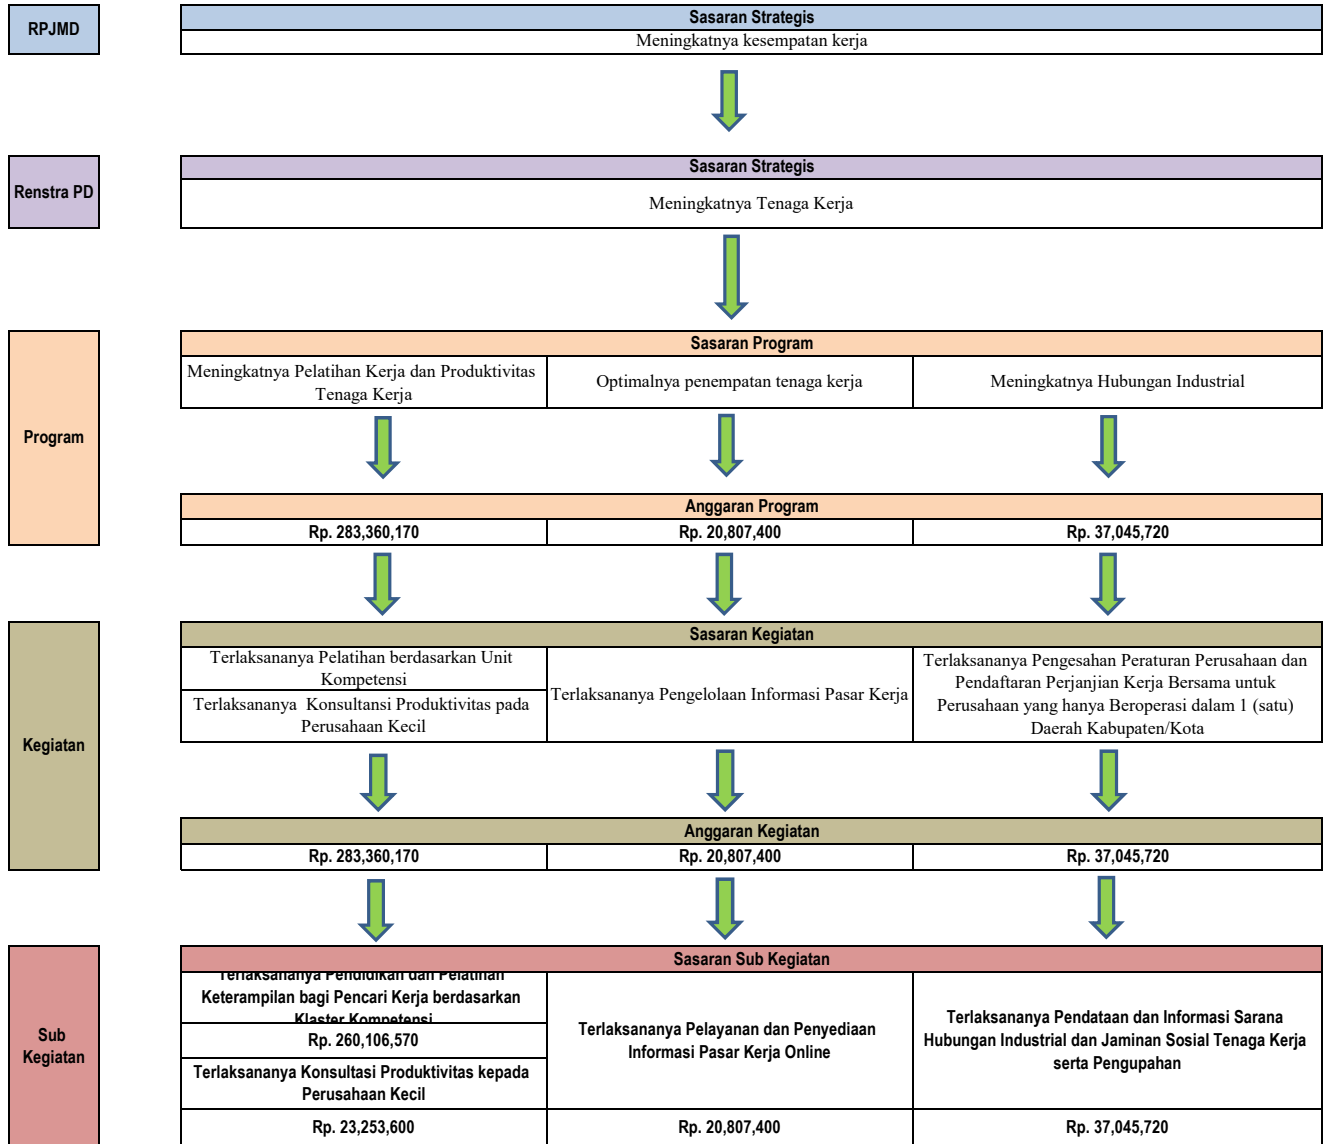 RPJMD
Sasaran Strategis
Meningkatnya kesempatan kerja
Renstra PD
Sasaran Strategis
Meningkatnya Tenaga Kerja
Program
Sasaran Program
Meningkatnya Pelatihan Kerja dan Produktivitas
Tenaga Kerja
Optimalnya penempatan tenaga kerja
Meningkatnya Hubungan Industrial
Anggaran Program
Rp. 283,360,170
Rp. 20,807,400
Rp. 37,045,720
Kegiatan
Sasaran Kegiatan
Terlaksananya Pelatihan berdasarkan Unit
Kompetensi
Terlaksananya Konsultansi Produktivitas pada
Perusahaan Kecil
Terlaksananya Pengelolaan Informasi Pasar Kerja
Terlaksananya Pengesahan Peraturan Perusahaan dan
Pendaftaran Perjanjian Kerja Bersama untuk
Perusahaan yang hanya Beroperasi dalam 1 (satu)
Daerah Kabupaten/Kota
Anggaran Kegiatan
Rp. 283,360,170
Rp. 20,807,400
Rp. 37,045,720
Sub
Kegiatan
Sasaran Sub Kegiatan
Terlaksananya Pendidikan dan Pelatihan
Keterampilan bagi Pencari Kerja berdasarkan
Klaster Kompetensi
Rp. 260,106,570
Terlaksananya Konsultasi Produktivitas kepada
Perusahaan Kecil
Rp. 23,253,600
Terlaksananya Pelayanan dan Penyediaan
Informasi Pasar Kerja Online
Rp. 20,807,400
Terlaksananya Pendataan dan Informasi Sarana
Hubungan Industrial dan Jaminan Sosial Tenaga Kerja
serta Pengupahan
Rp. 37,045,720